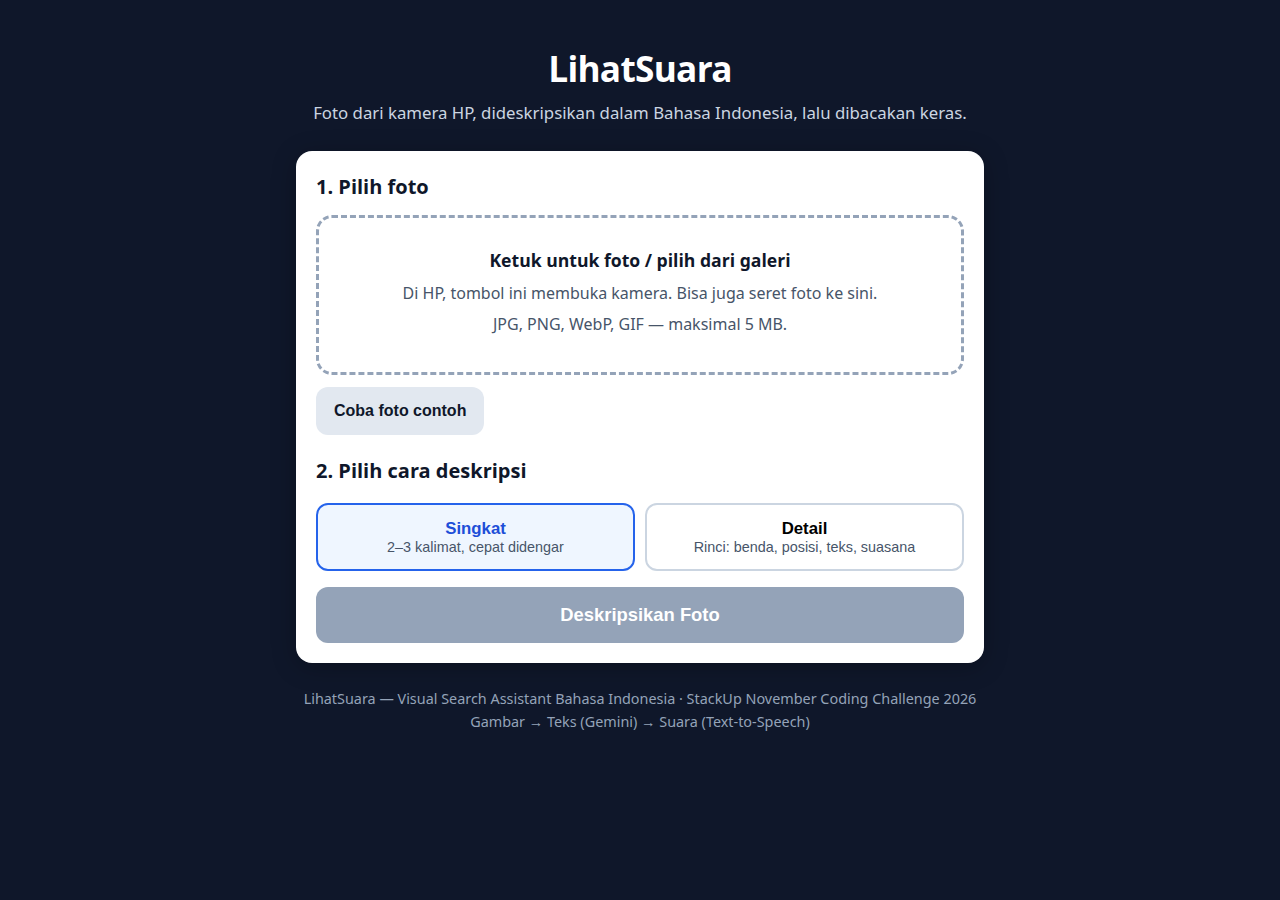 LihatSuara
Foto dari kamera HP, dideskripsikan dalam Bahasa Indonesia, lalu dibacakan keras.
1. Pilih foto
Ketuk untuk foto / pilih dari galeri
Di HP, tombol ini membuka kamera. Bisa juga seret foto ke sini.
JPG, PNG, WebP, GIF — maksimal 5 MB.
Coba foto contoh
2. Pilih cara deskripsi
Singkat
2–3 kalimat, cepat didengar
Detail
Rinci: benda, posisi, teks, suasana
Deskripsikan Foto
LihatSuara — Visual Search Assistant Bahasa Indonesia · StackUp November Coding Challenge 2026
Gambar → Teks (Gemini) → Suara (Text-to-Speech)